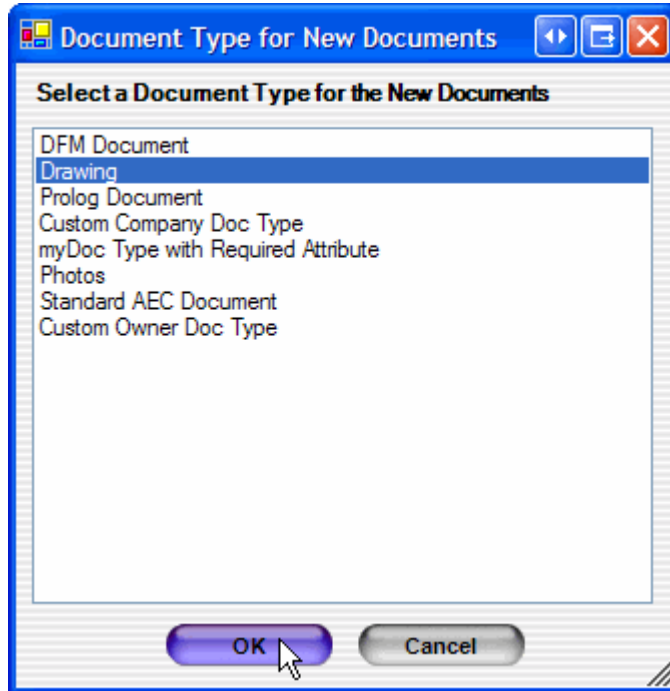 Document Type for New Documents
Select a Document Type for the New Documents
DFM Document
Drawing
Prolog Document
Custom Company Doc Type
myDoc Type with Required Attribute
Photos
Standard AEC Document
Custom Owner Doc Type
OK
Cancel